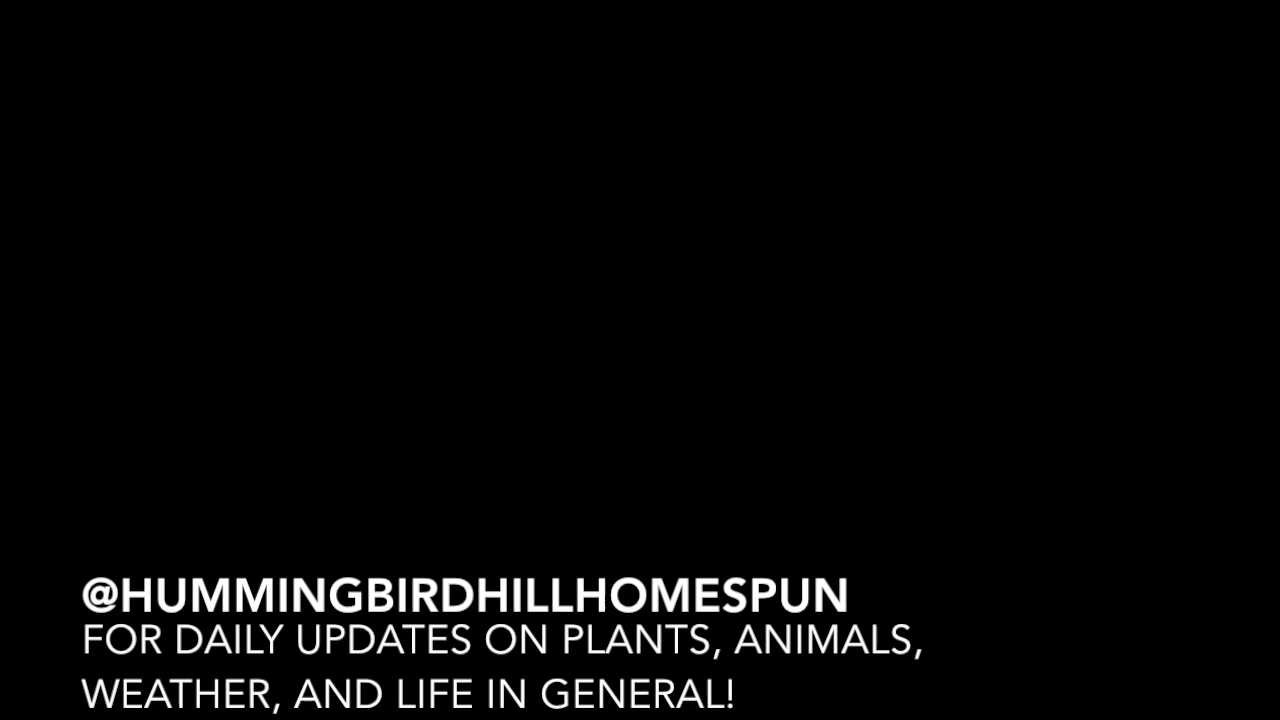 @HUMMINGBIRDHILLHOMESPUN
FOR DAILY UPDATES ON PLANTS, ANIMALS,
WEATHER, AND LIFE IN GENERAL!